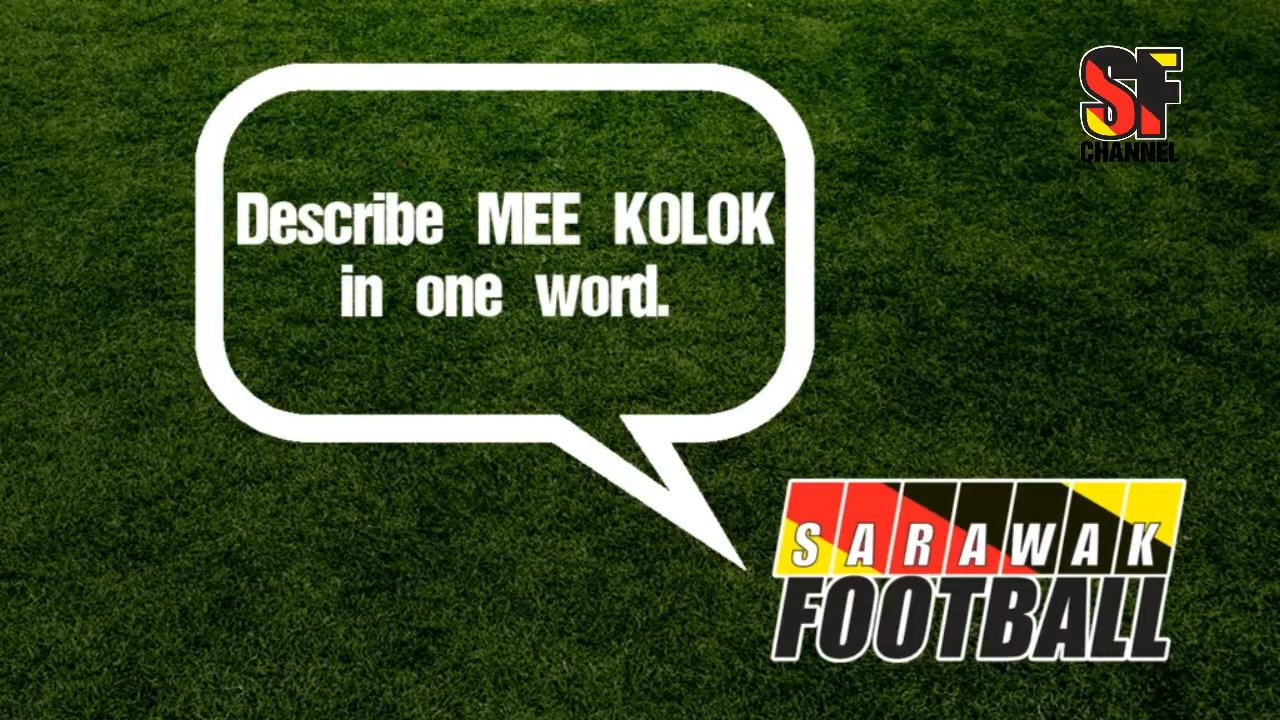 SF
CHANNEL
Describe MEE KOLOK
in one word.
SARAWAK
FOOTBALL